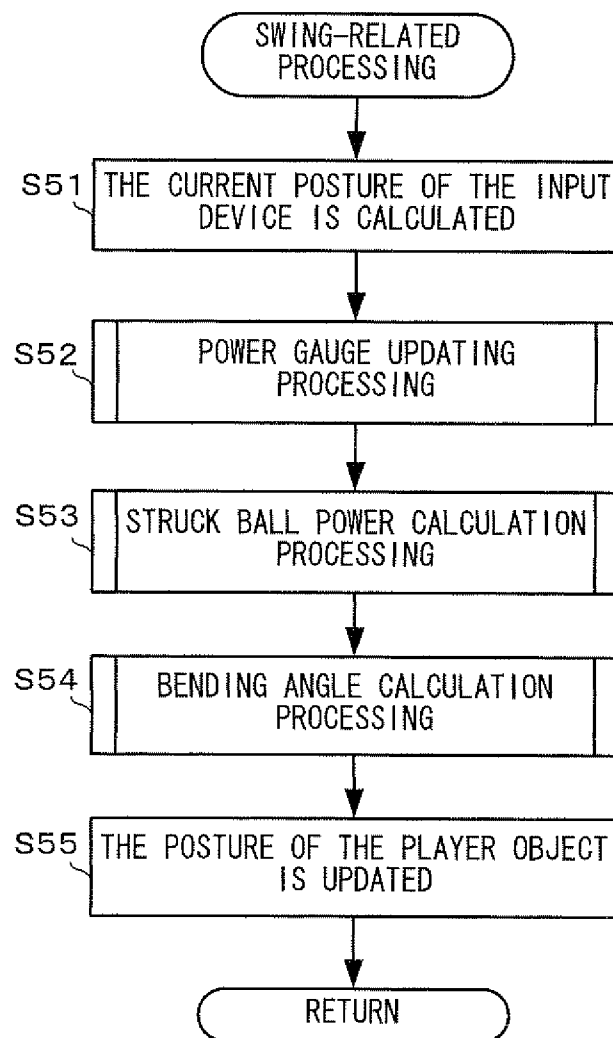 SWING-RELATED
PROCESSING
S51
THE CURRENT POSTURE OF THE INPUT
DEVICE IS CALCULATED
S52
POWER GAUGE UPDATING
PROCESSING
S53
STRUCK BALL POWER CALCULATION
PROCESSING
S54
BENDING ANGLE CALCULATION
PROCESSING
S55
THE POSTURE OF THE PLAYER OBJECT
IS UPDATED
RETURN